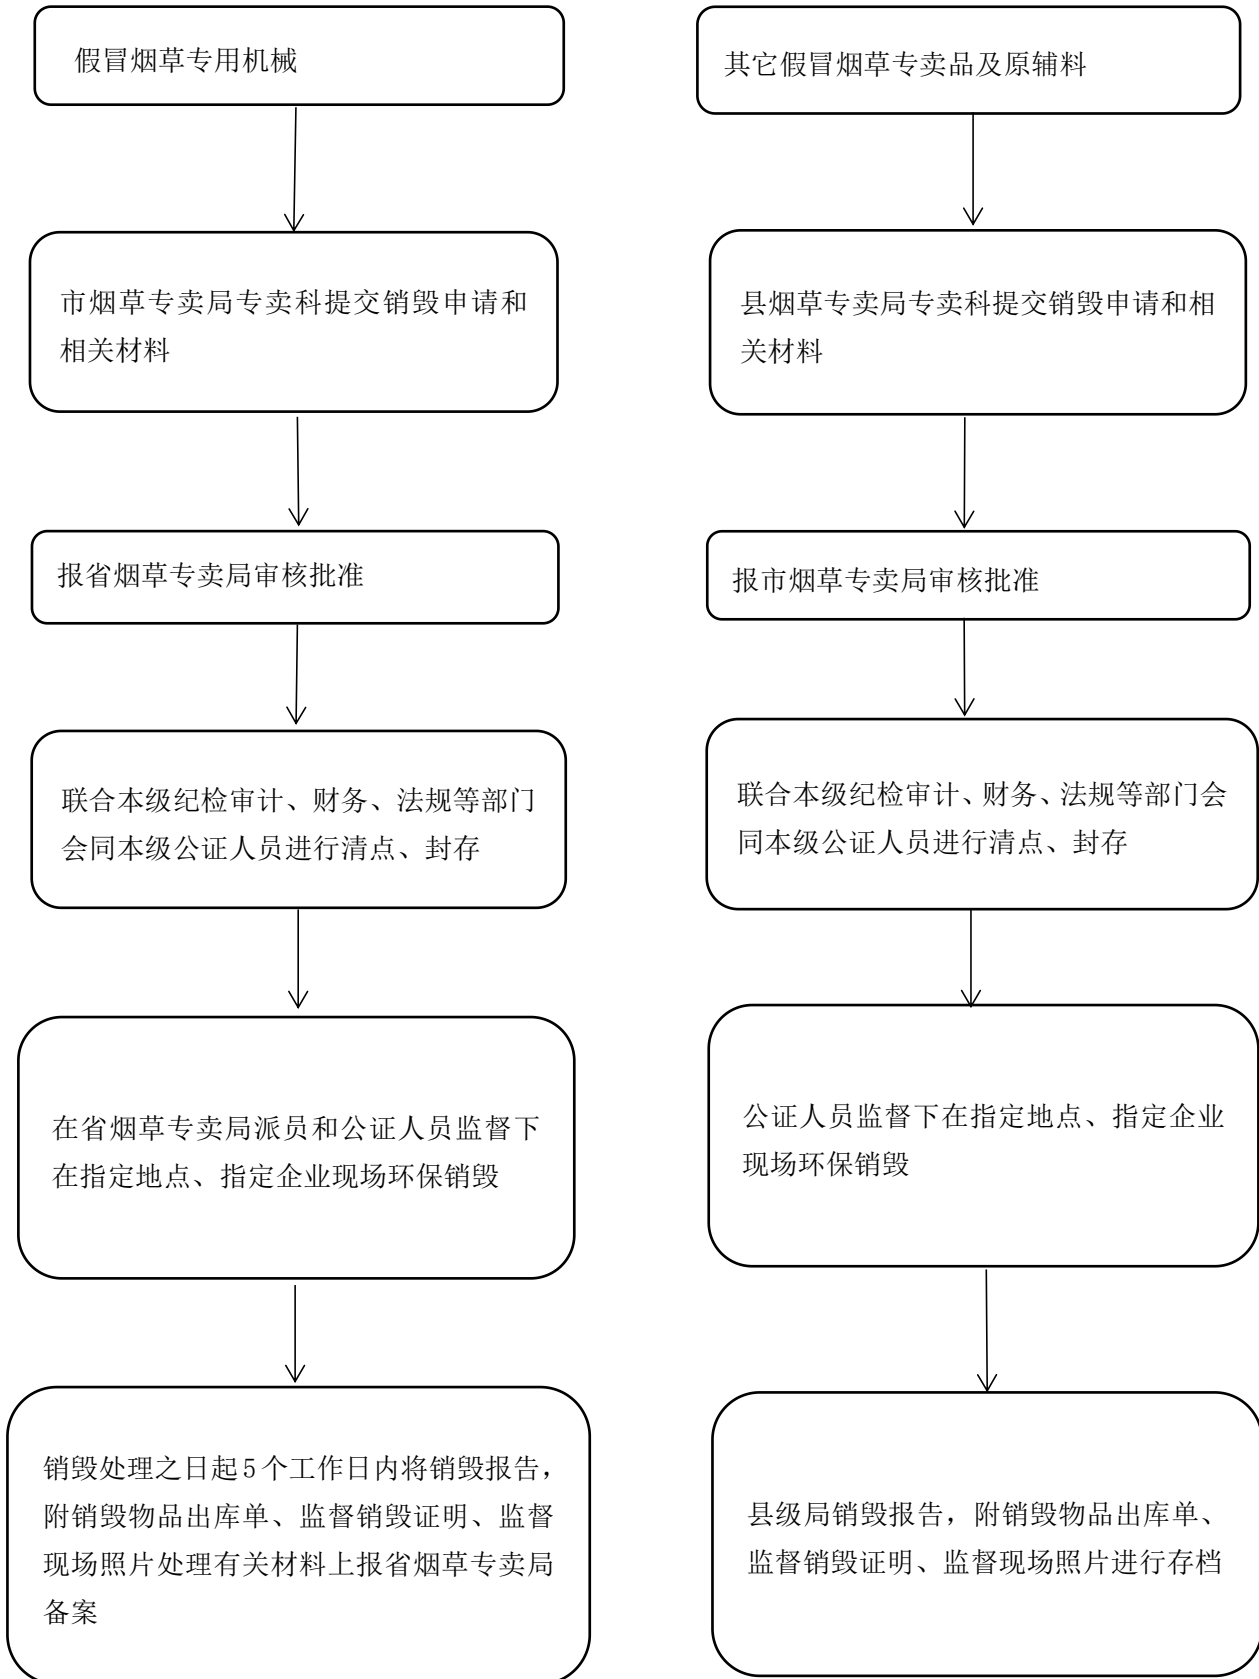 假冒烟草专用机械
市烟草专卖局专卖科提交销毁申请和
相关材料
报省烟草专卖局审核批准
联合本级纪检审计、财务、法规等部门
会同本级公证人员进行清点、封存
在省烟草专卖局派员和公证人员监督下
在指定地点、指定企业现场环保销毁
销毁处理之日起5个工作日内将销毁报告，
附销毁物品出库单、监督销毁证明、监督
现场照片处理有关材料上报省烟草专卖局
备案
其它假冒烟草专卖品及原辅料
县烟草专卖局专卖科提交销毁申请和相
关材料
报市烟草专卖局审核批准
联合本级纪检审计、财务、法规等部门会
同本级公证人员进行清点、封存
公证人员监督下在指定地点、指定企业
现场环保销毁
县级局销毁报告，附销毁物品出库单、
监督销毁证明、监督现场照片进行存档